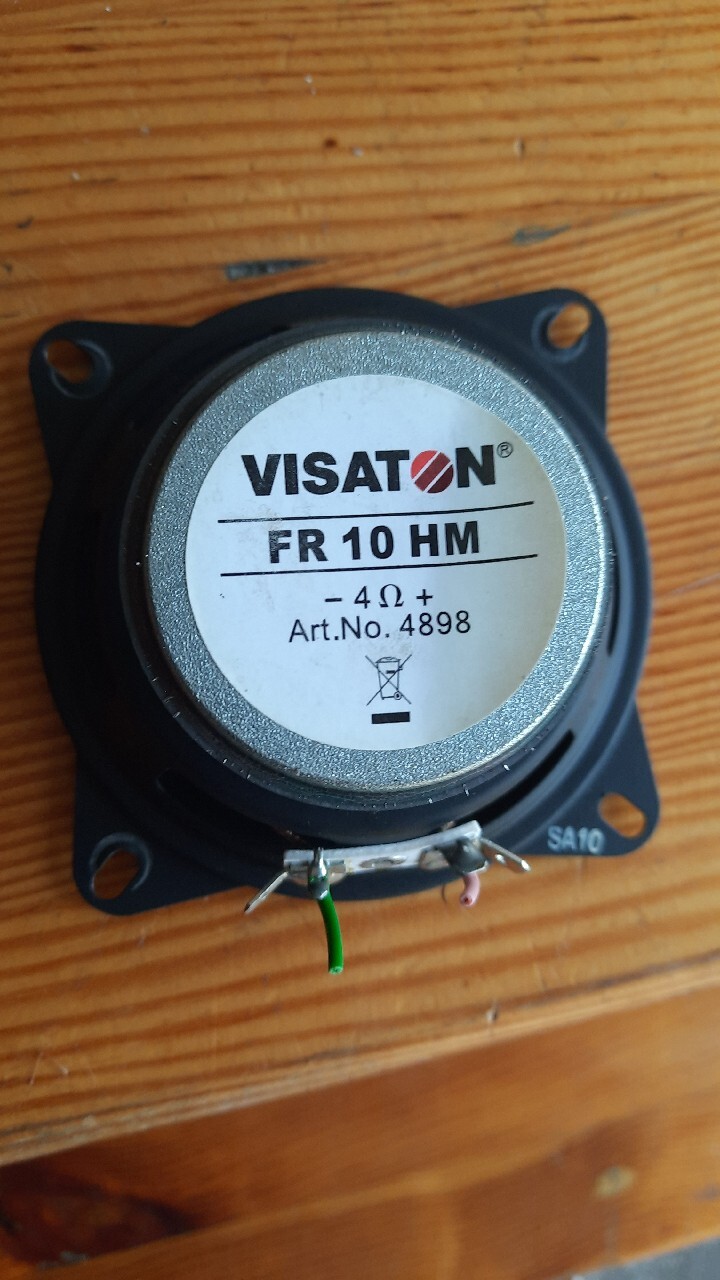 VISATON®
FR 10 HM
– 4 Ω +
Art.No. 4898
SA10